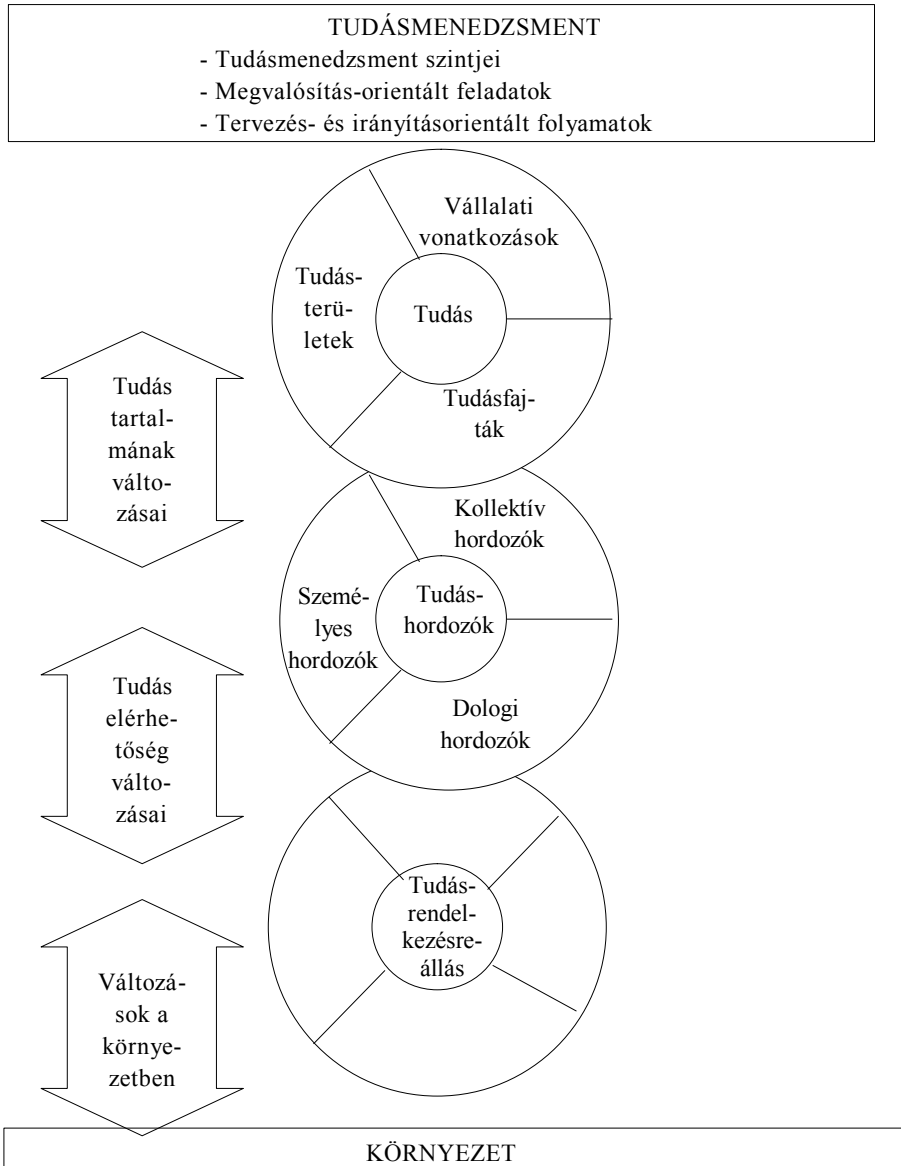 TUDÁSMENEDZSMENT
- Tudásmenedzsment szintjei
- Megvalósítás-orientált feladatok
- Tervezés- és irányításorientált folyamatok
Vállalati
vonatkozások
Tudás-
terü-
letek
Tudás
Tudásfaj-
ták
Tudás
tartal-
mának
válto-
zásai
Kollektív
hordozók
Szemé-
lyes
hordozók
Tudás-
hordozók
Dologi
hordozók
Tudás
elérhe-
tőség
válto-
zásai
Tudás-
rendel-
kezésre-
állás
Változá-
sok a
környe-
zetben
KÖRNYEZET